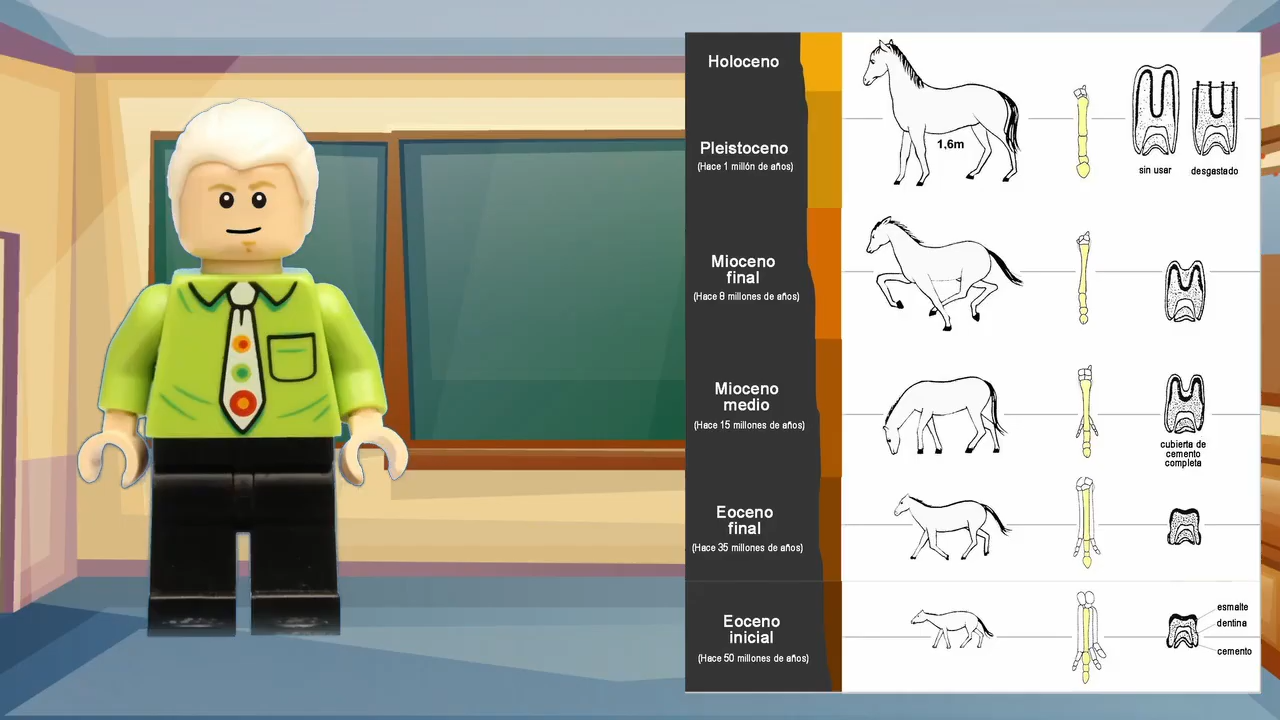 Holoceno
1,6m
Pleistoceno
(Hace 1 millón de años)
sin usar
desgastado
Mioceno
final
(Hace 8 millones de años)
Mioceno
medio
(Hace 15 millones de años)
cubierta de
cemento
completa
Eoceno
final
(Hace 35 millones de años)
Eoceno
inicial
(Hace 50 millones de años)
esmalte
dentina
cemento